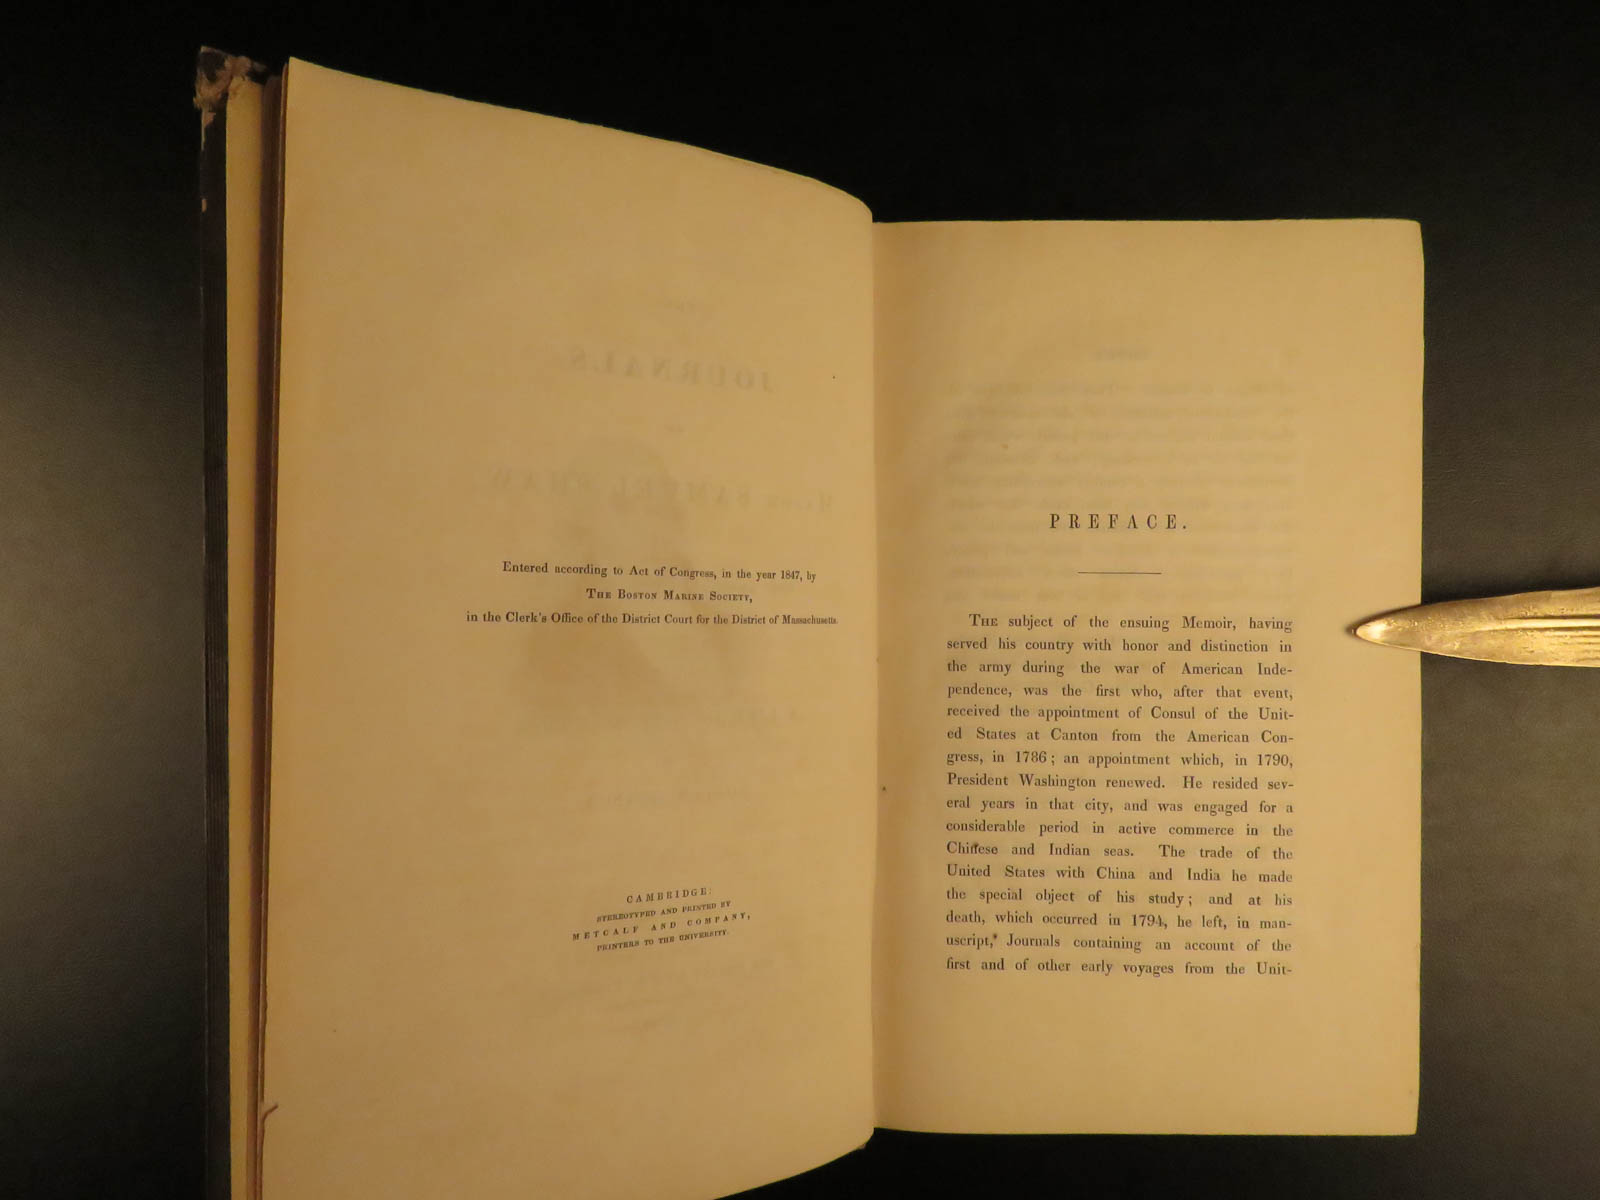 JOURNALS
SAMUEL SHAW
Entered according to Act of Congress, in the year 1847, by
THE BOSTON MARINE SOCIETY,
in the Clerk's Office of the District Court for the District of Massachusetts.
CAMBRIDGE:
STEREOTYPED AND PRINTED BY
METCALF AND COMPANY,
PRINTERS TO THE UNIVERSITY.
PREFACE.
THE subject of the ensuing Memoir, having
served his country with honor and distinction in
the army during the war of American Inde-
pendence, was the first who, after that event,
received the appointment of Consul of the Unit-
ed States at Canton from the American Con-
gress, in 1786; an appointment which, in 1790,
President Washington renewed. He resided sev-
eral years in that city, and was engaged for a
considerable period in active commerce in the
Chinese and Indian seas. The trade of the
United States with China and India he made
the special object of his study; and at his
death, which occurred in 1794, he left, in man-
uscript,* Journals containing an account of the
first and of other early voyages from the Unit-